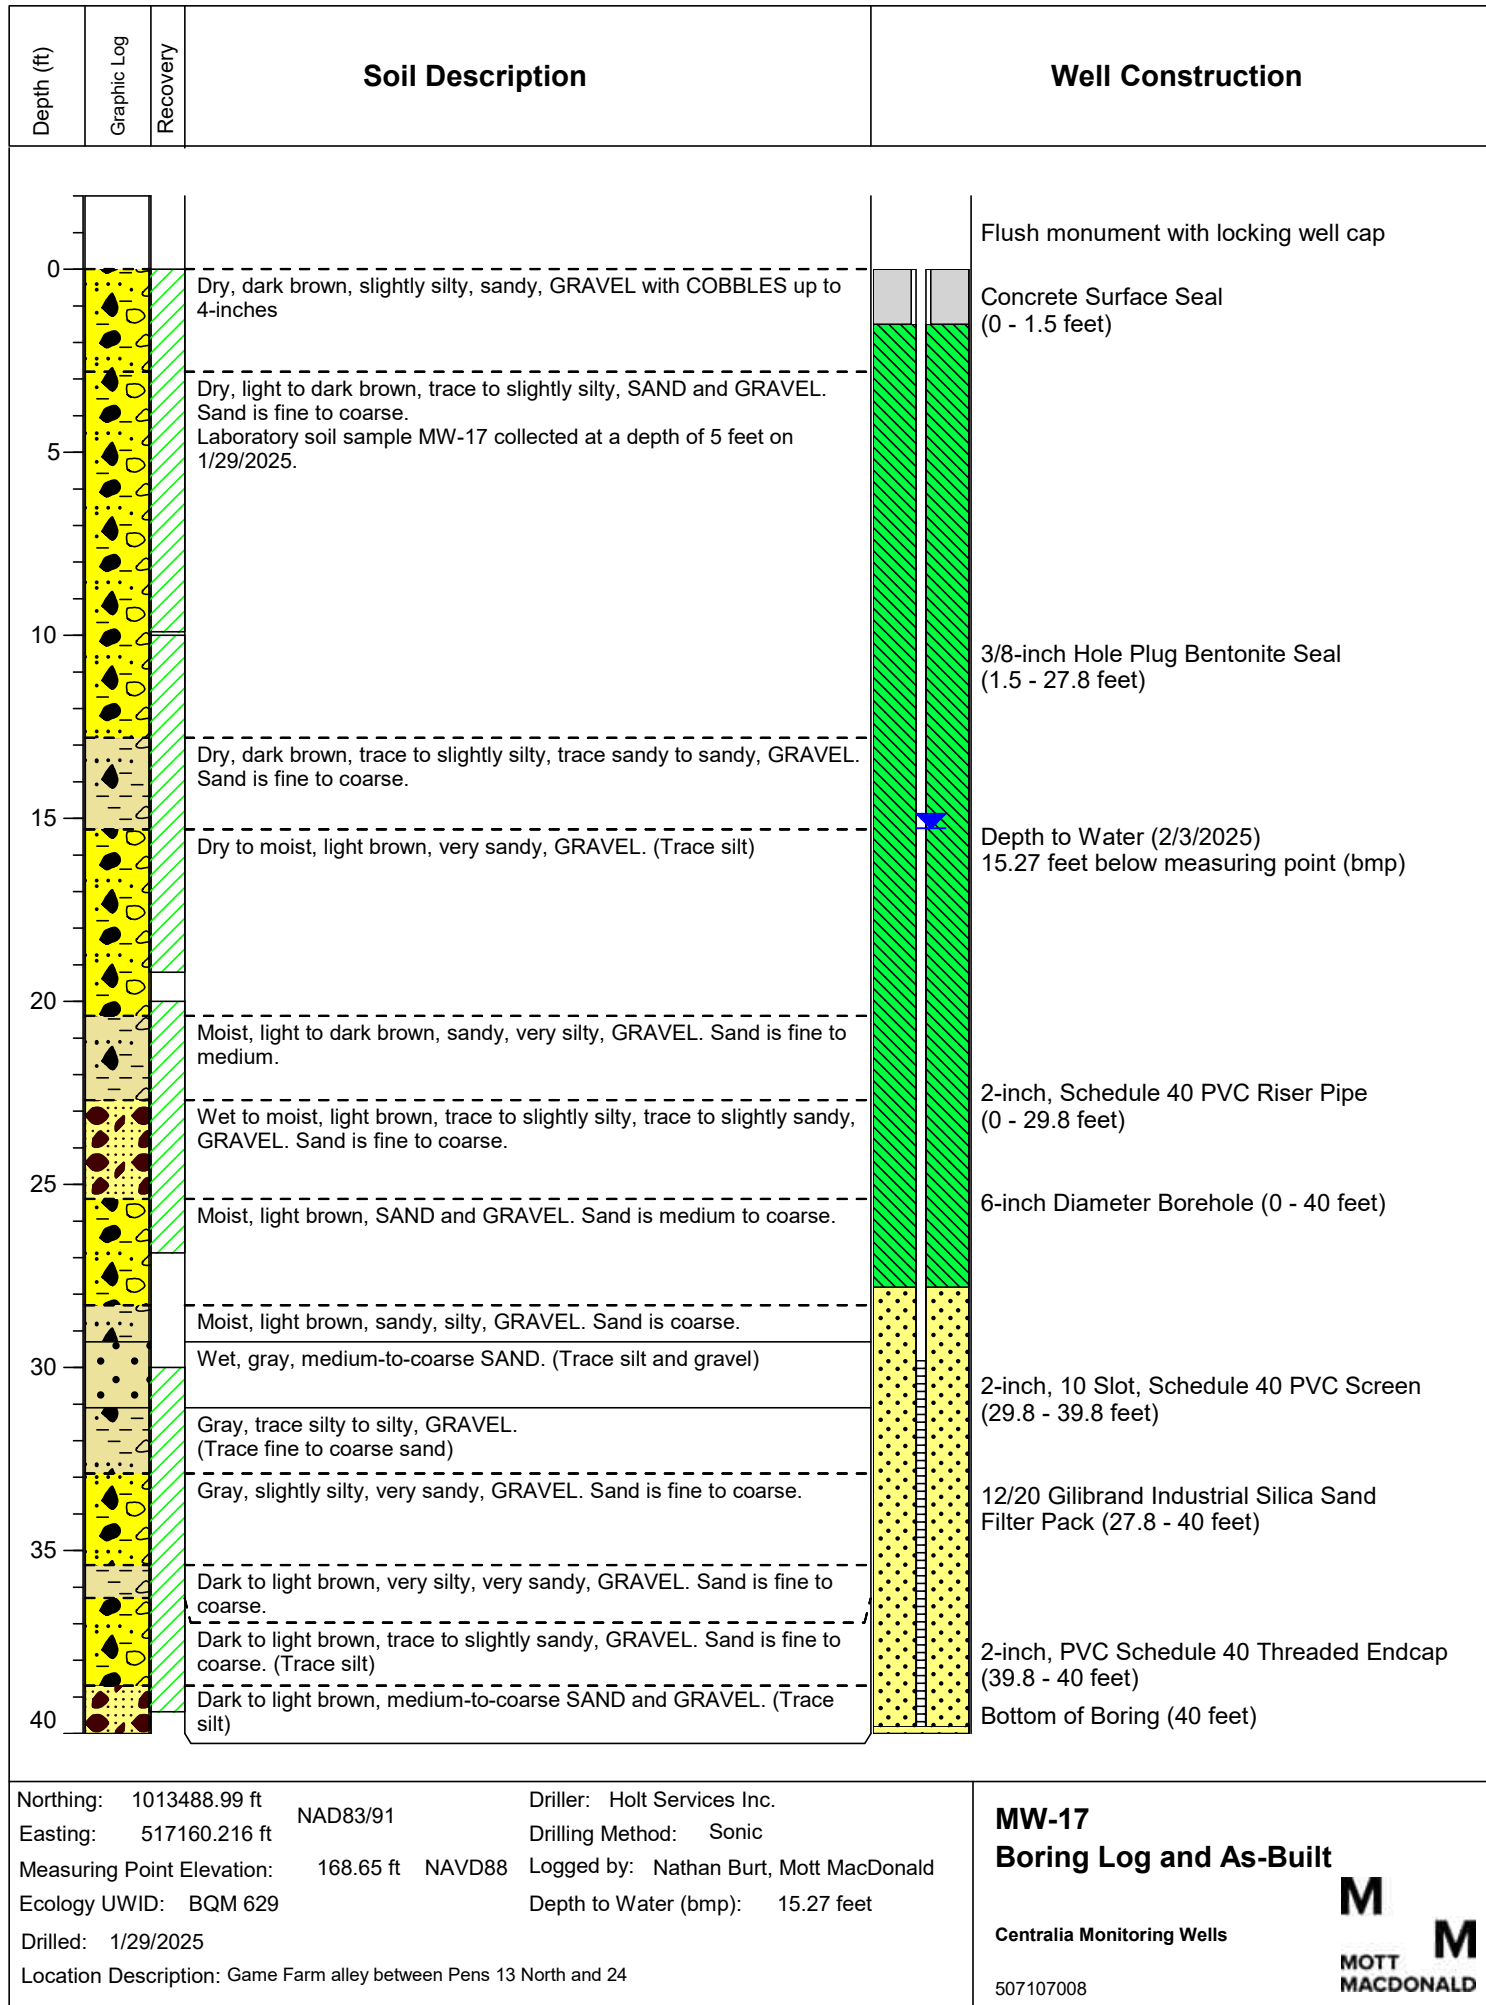 Depth (ft)
Graphic Log
Recovery
Soil Description
Well Construction
Flush monument with locking well cap
0
Dry, dark brown, slightly silty, sandy, GRAVEL with COBBLES up to
4-inches
Concrete Surface Seal
(0 - 1.5 feet)
Dry, light to dark brown, trace to slightly silty, SAND and GRAVEL.
Sand is fine to coarse.
Laboratory soil sample MW-17 collected at a depth of 5 feet on
1/29/2025.
5
10
3/8-inch Hole Plug Bentonite Seal
(1.5 - 27.8 feet)
Dry, dark brown, trace to slightly silty, trace sandy to sandy, GRAVEL.
Sand is fine to coarse.
15
Dry to moist, light brown, very sandy, GRAVEL. (Trace silt)
Depth to Water (2/3/2025)
15.27 feet below measuring point (bmp)
20
Moist, light to dark brown, sandy, very silty, GRAVEL. Sand is fine to
medium.
2-inch, Schedule 40 PVC Riser Pipe
(0 - 29.8 feet)
Wet to moist, light brown, trace to slightly silty, trace to slightly sandy,
GRAVEL. Sand is fine to coarse.
25
Moist, light brown, SAND and GRAVEL. Sand is medium to coarse.
6-inch Diameter Borehole (0 - 40 feet)
Moist, light brown, sandy, silty, GRAVEL. Sand is coarse.
30
Wet, gray, medium-to-coarse SAND. (Trace silt and gravel)
2-inch, 10 Slot, Schedule 40 PVC Screen
(29.8 - 39.8 feet)
Gray, trace silty to silty, GRAVEL.
(Trace fine to coarse sand)
Gray, slightly silty, very sandy, GRAVEL. Sand is fine to coarse.
12/20 Gilibrand Industrial Silica Sand
Filter Pack (27.8 - 40 feet)
35
Dark to light brown, very silty, very sandy, GRAVEL. Sand is fine to
coarse.
Dark to light brown, trace to slightly sandy, GRAVEL. Sand is fine to
coarse. (Trace silt)
2-inch, PVC Schedule 40 Threaded Endcap
(39.8 - 40 feet)
Dark to light brown, medium-to-coarse SAND and GRAVEL. (Trace
silt)
40
Bottom of Boring (40 feet)
Northing: 1013488.99 ft
NAD83/91
Easting: 517160.216 ft
Measuring Point Elevation: 168.65 ft NAVD88
Ecology UWID: BQM 629
Drilled: 1/29/2025
Location Description: Game Farm alley between Pens 13 North and 24
Driller: Holt Services Inc.
Drilling Method: Sonic
Logged by: Nathan Burt, Mott MacDonald
Depth to Water (bmp): 15.27 feet
MW-17
Boring Log and As-Built
Centralia Monitoring Wells
507107008
M
M
MOTT
MACDONALD